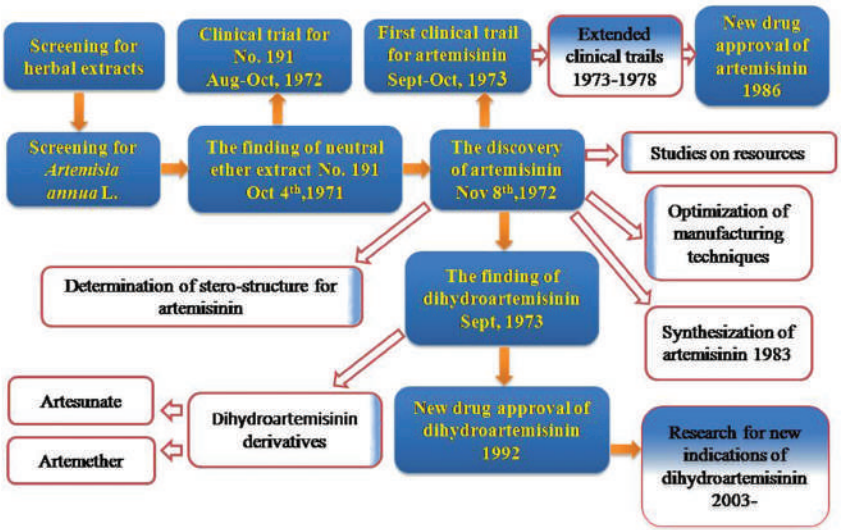 Screening for
herbal extracts
Clinical trial for
No. 191
Aug-Oct, 1972
First clinical trail
for artemisinin
Sept-Oct, 1973
Extended
clinical trails
1973-1978
New drug
approval of
artemisinin
1986
Screening for
Artemisia
annua L.
The finding of neutral
ether extract No. 191
Oct 4th,1971
The discovery
of artemisinin
Nov 8th,1972
Studies on resources
Optimization of
manufacturing
techniques
Determination of stero-structure for
artemisinin
The finding of
dihydroartemisinin
Sept, 1973
Synthesization of
artemisinin 1983
Artesunate
Artemether
Dihydroartemisinin
derivatives
New drug approval of
dihydroartemisinin
1992
Research for new
indications of
dihydroartemisinin
2003-